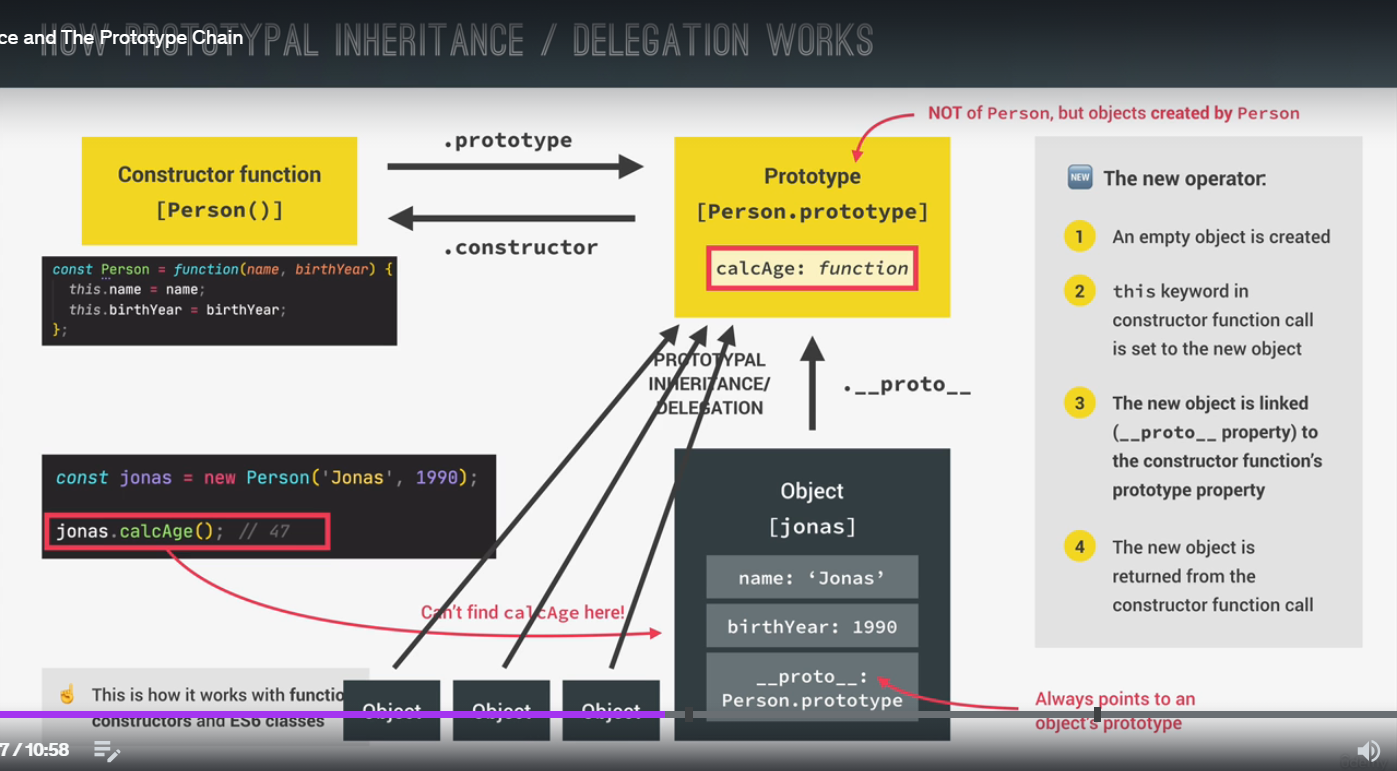 ce and The Prototype Chain
HOW PROTOTYPAL INHERITANCE / DELEGATION WORKS
NOT of Person, but objects created by Person
.prototype
Constructor function
[Person()]
.constructor
Prototype
[Person.prototype]
calcAge: function
const Person = function(name, birthYear) {
this.name = name;
this.birthYear = birthYear;
};
PROTOTYPAL
INHERITANCE/
DELEGATION
.__proto__
const jonas = new Person('Jonas', 1990);
jonas.calcAge(); // 47
Can't find calcAge here!
Object
[jonas]
name: ‘Jonas’
birthYear: 1990
__proto__:
Person.prototype
NEW The new operator:
1 An empty object is created
2 this keyword in
constructor function call
is set to the new object
3 The new object is linked
(__proto__ property) to
the constructor function’s
prototype property
4 The new object is
returned from the
constructor function call
Always points to an
object's prototype
☝ This is how it works with functio
constructors and ES6 classes
Object
Object
Object
7 / 10:58